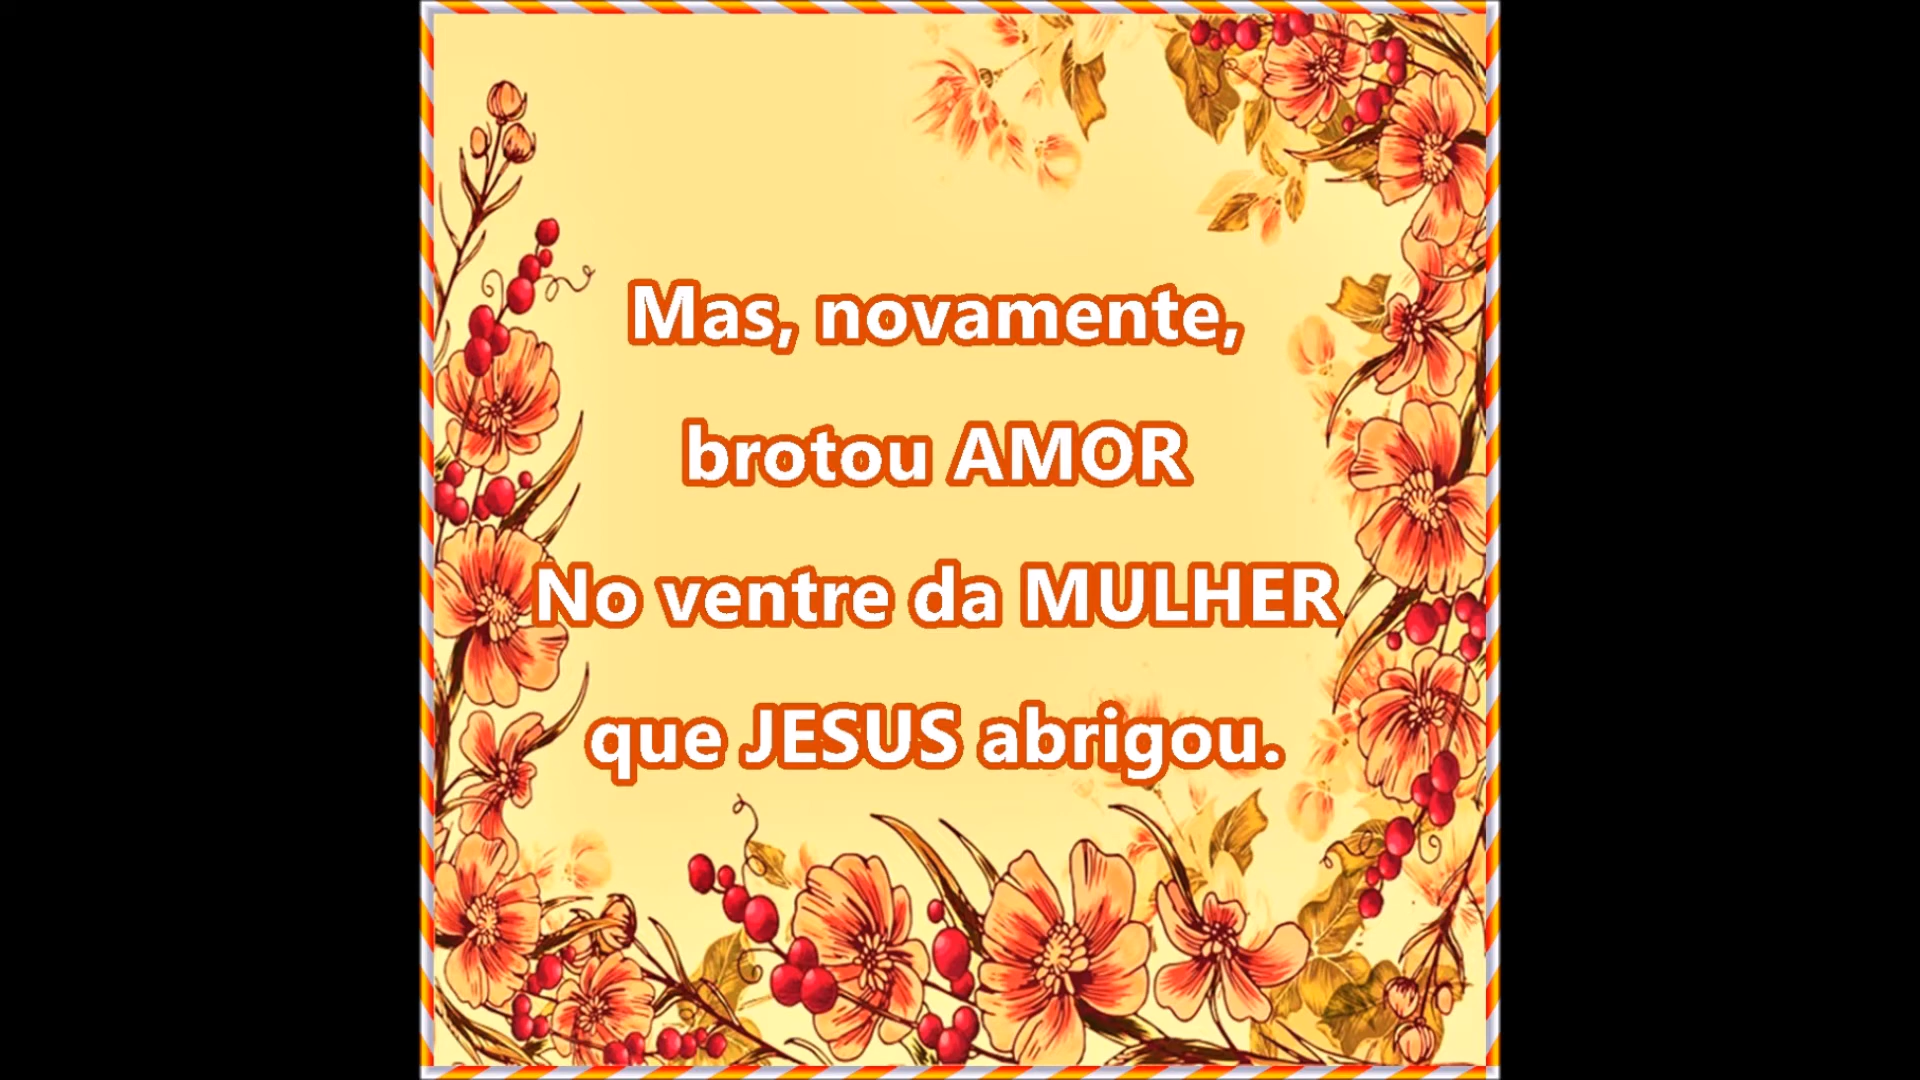 Mas, novamente,
brotou AMOR
No ventre da MULHER
que JESUS abrigou.